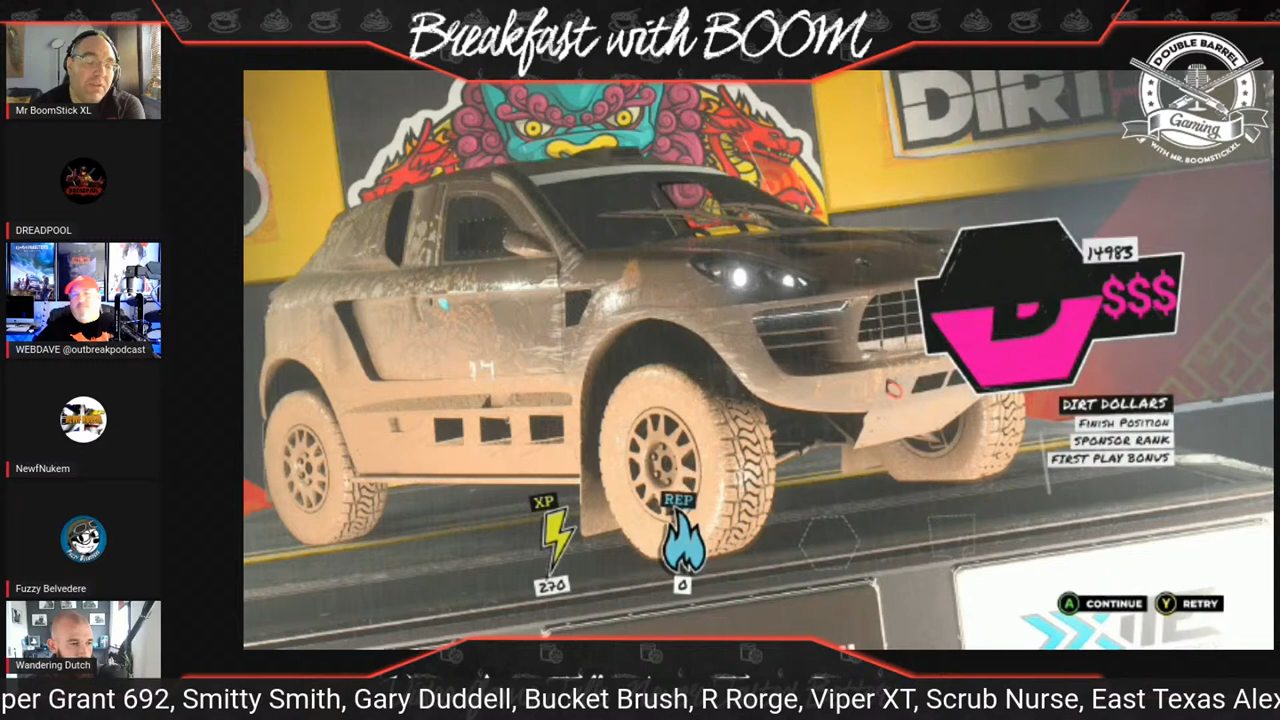 Breakfast with BOOM
Mr BoomStick XL
DREADPOOL
WEBDAVE @outbreakpodcast
NewfNukem
Fuzzy Belvedere
Wandering Dutch
DOUBLE BARREL
Gaming
WITH MR. BOOMSTICKXL
DIRT
14983
$$$
DIRT DOLLARS
FINISH POSITION
SPONSOR RANK
FIRST PLAY BONUS
XP
270
REP
0
A CONTINUE Y RETRY
per Grant 692, Smitty Smith, Gary Duddell, Bucket Brush, R Rorge, Viper XT, Scrub Nurse, East Texas Alex